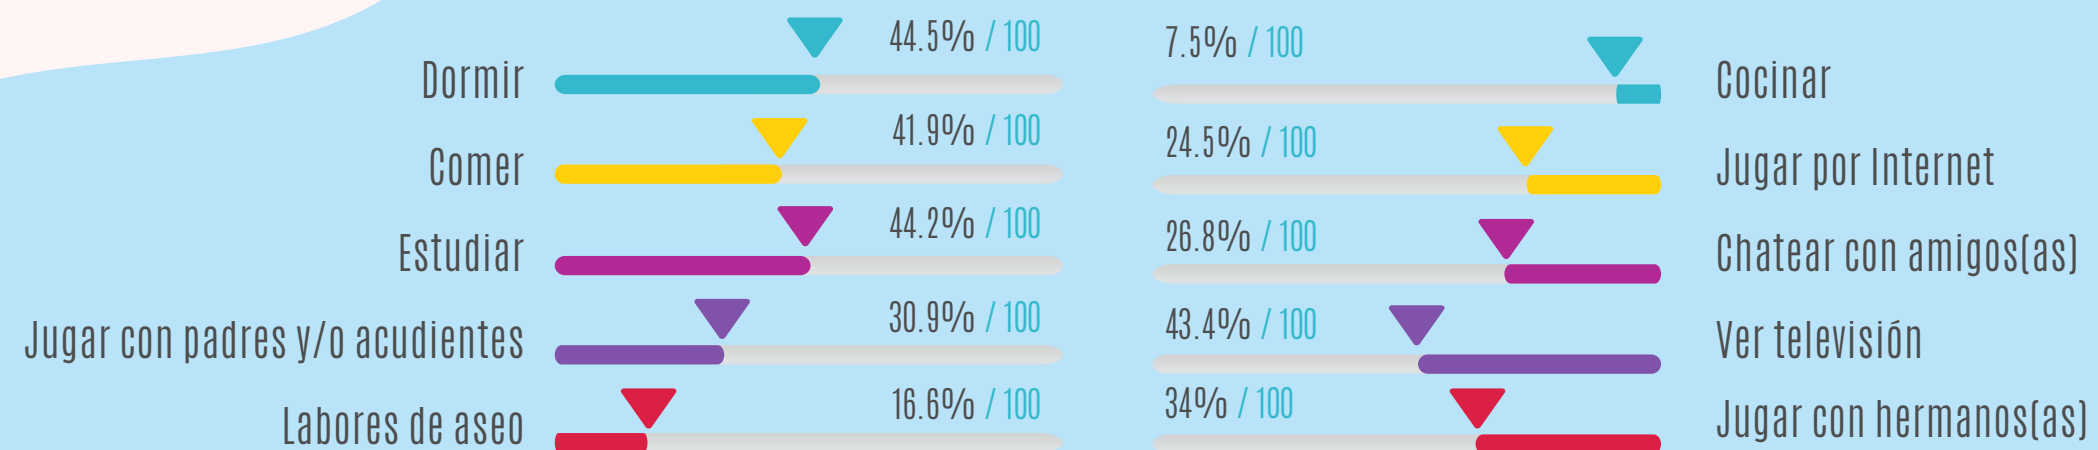 Dormir 44.5% / 100
Comer 41.9% / 100
Estudiar 44.2% / 100
Jugar con padres y/o acudientes 30.9% / 100
Labores de aseo 16.6% / 100
7.5% / 100 Cocinar
24.5% / 100 Jugar por Internet
26.8% / 100 Chatear con amigos(as)
43.4% / 100 Ver televisión
34% / 100 Jugar con hermanos(as)